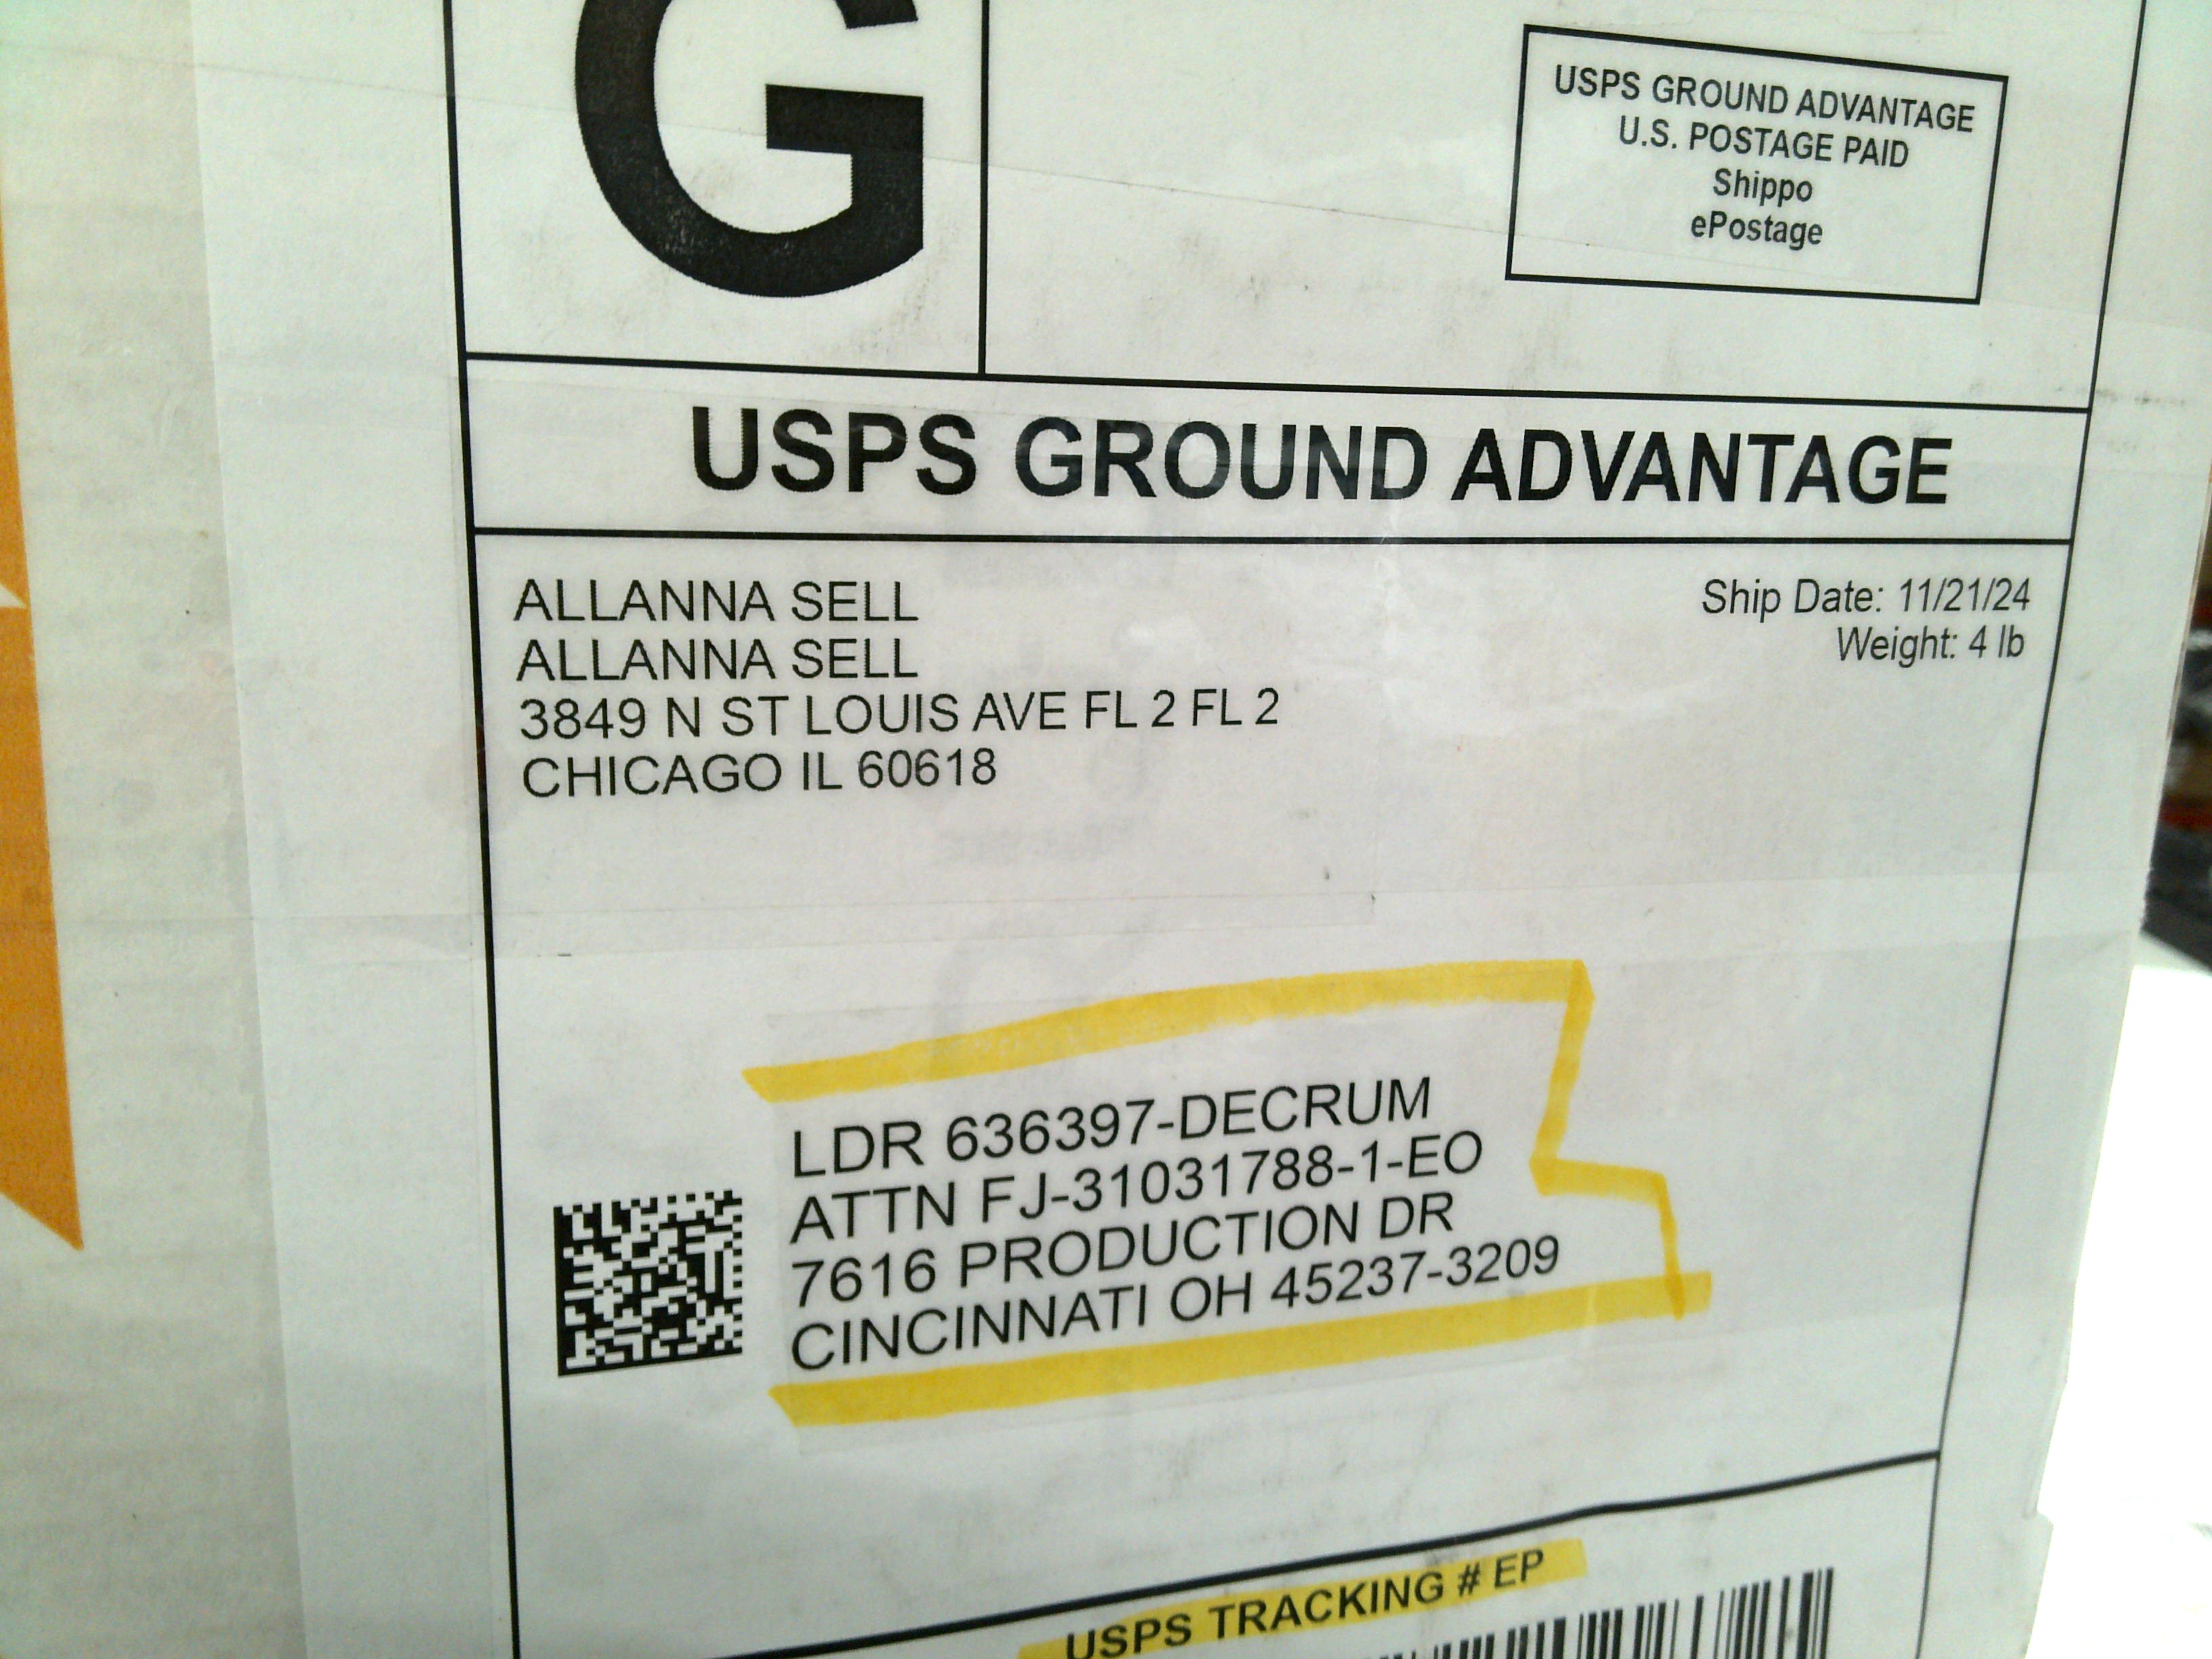 G
USPS GROUND ADVANTAGE
U.S. POSTAGE PAID
Shippo
ePostage
USPS GROUND ADVANTAGE
ALLANNA SELL
ALLANNA SELL
3849 N ST LOUIS AVE FL 2 FL 2
CHICAGO IL 60618
Ship Date: 11/21/24
Weight: 4 lb
LDR 636397-DECRUM
ATTN FJ-31031788-1-EO
7616 PRODUCTION DR
CINCINNATI OH 45237-3209
USPS TRACKING # EP